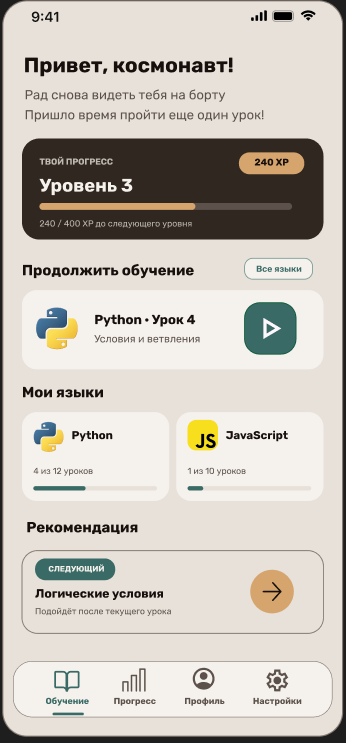 9:41
Привет, космонавт!
Рад снова видеть тебя на борту
Пришло время пройти еще один урок!
ТВОЙ ПРОГРЕСС
240 XP
Уровень 3
240 / 400 XP до следующего уровня
Продолжить обучение
Все языки
Python • Урок 4
Условия и ветвления
Мои языки
Python
4 из 12 уроков
JS
JavaScript
1 из 10 уроков
Рекомендация
СЛЕДУЮЩИЙ
Логические условия
Подойдёт после текущего урока
Обучение
Прогресс
Профиль
Настройки